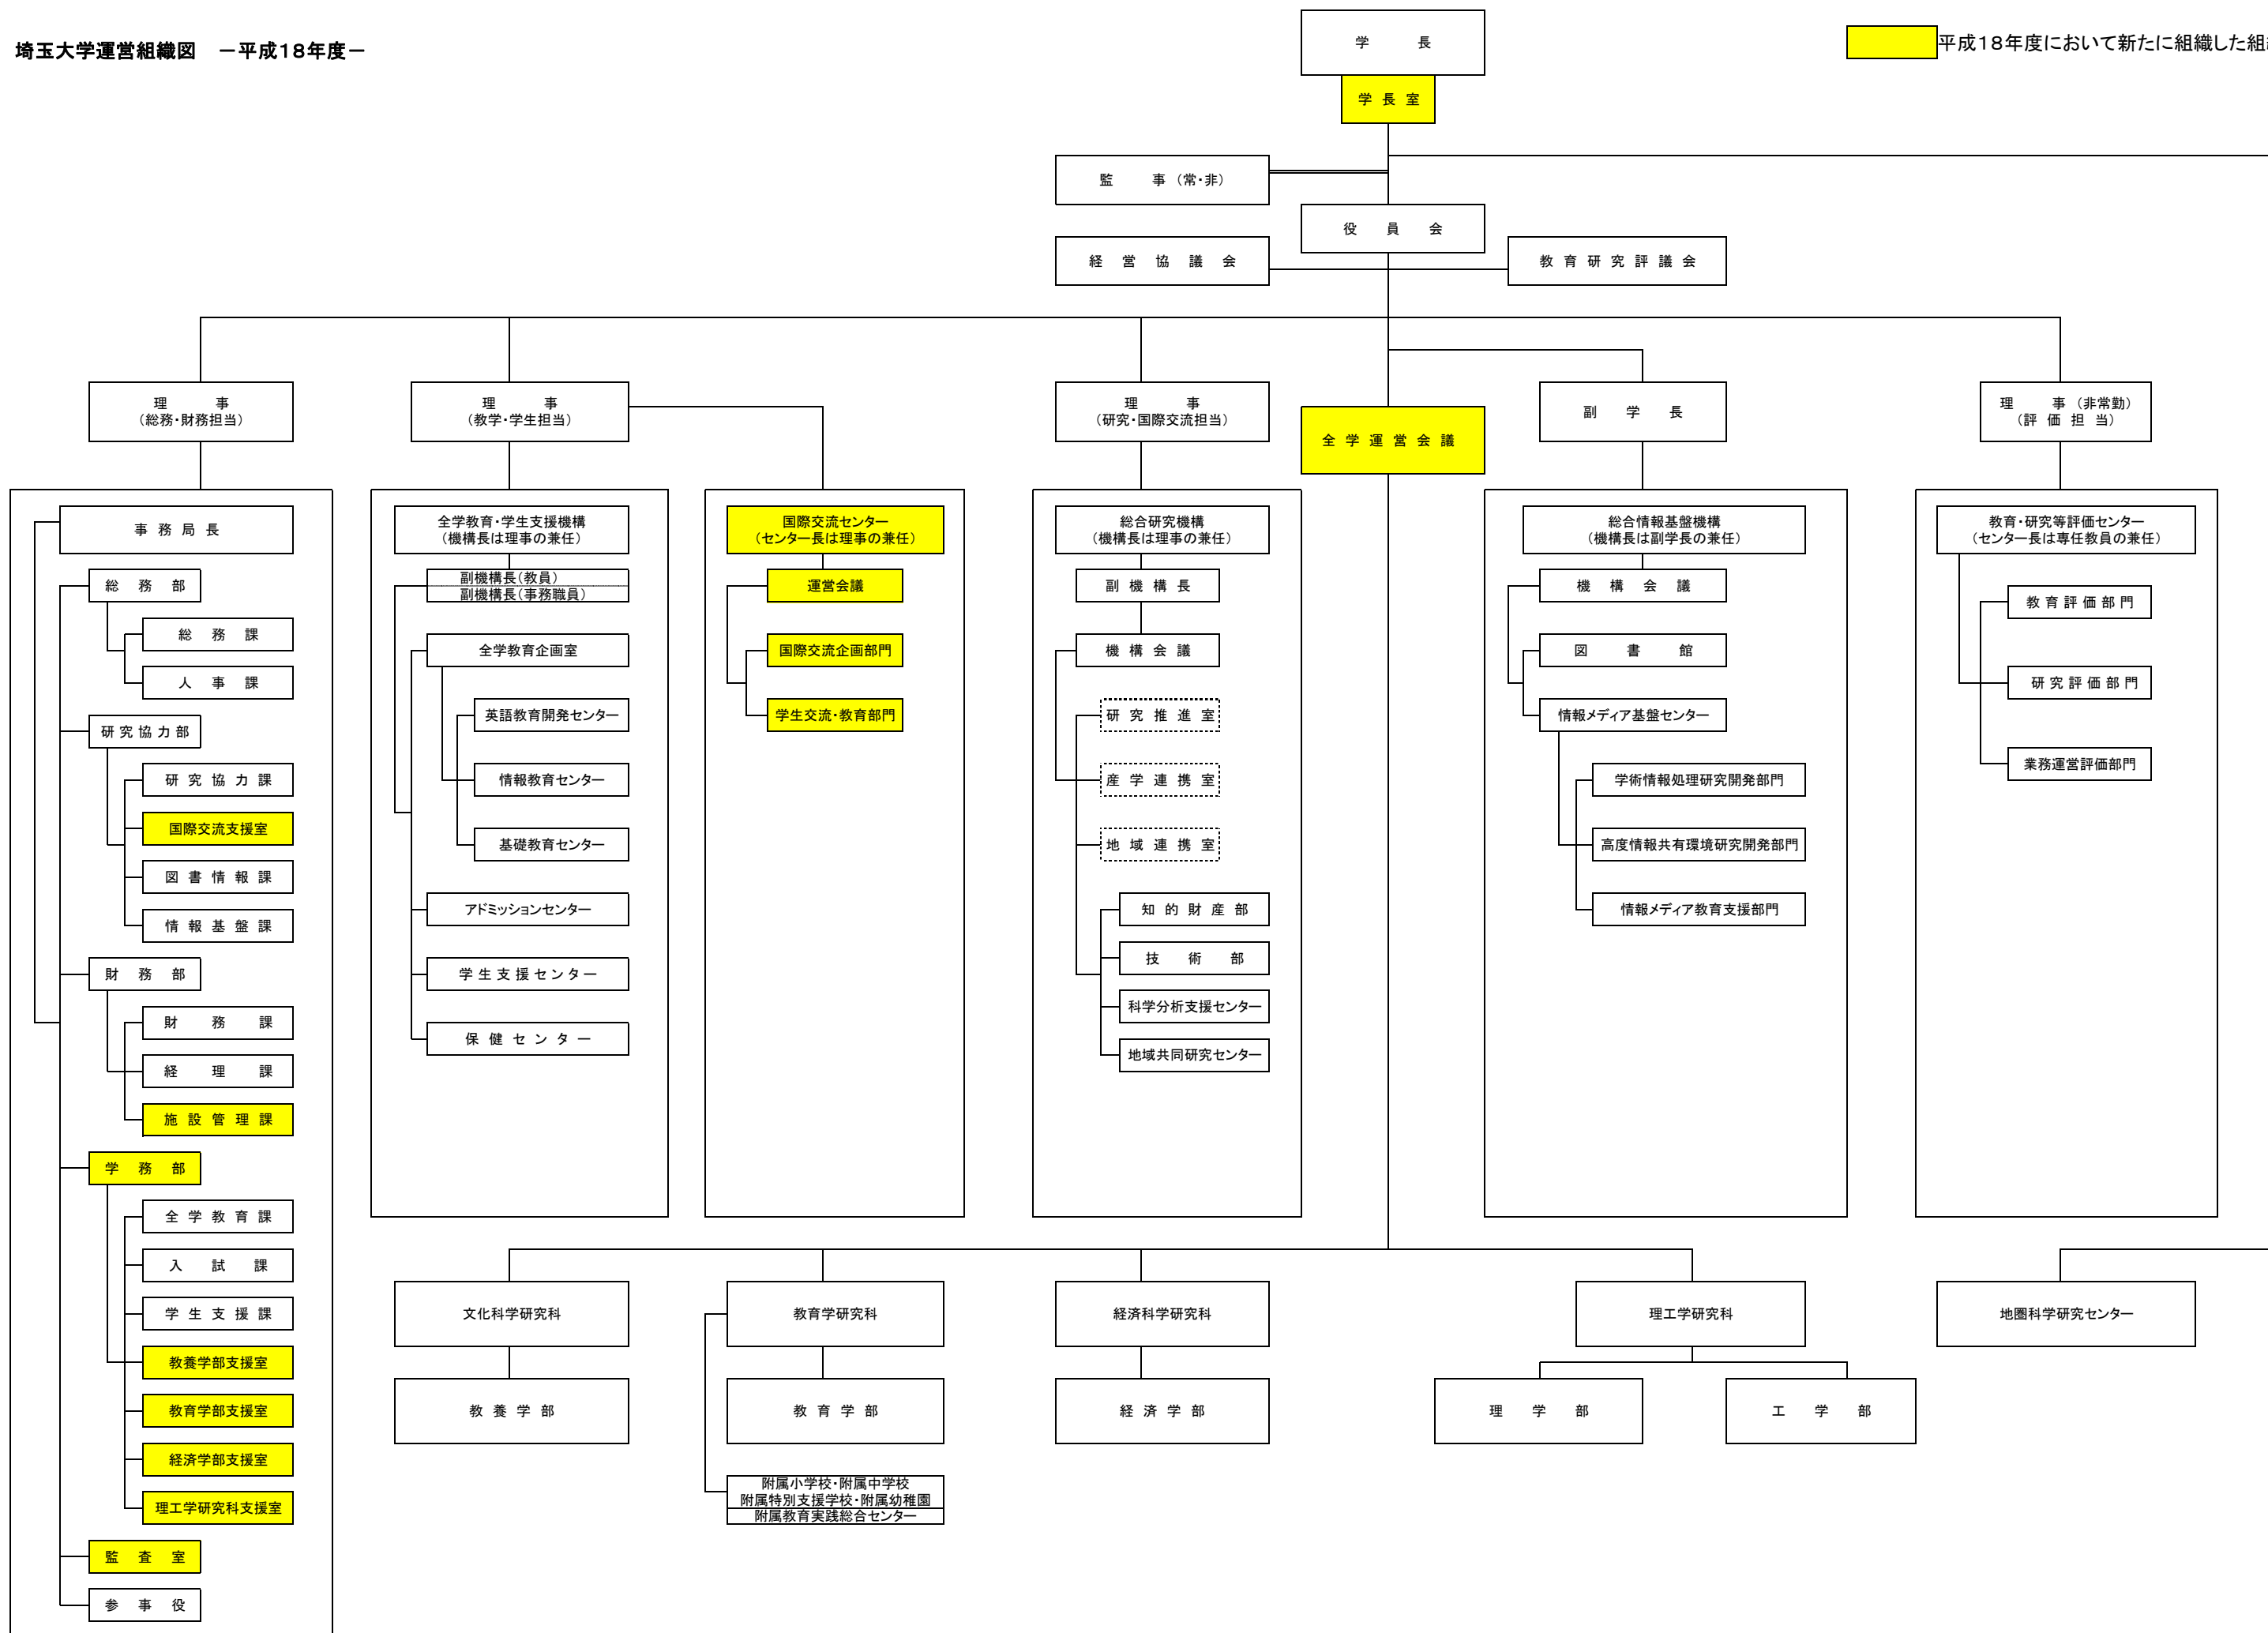 埼玉大学運営組織図　－平成１８年度－
平成１８年度において新たに組織した組
学長
学長室
監事（常・非）
役員会
経営協議会
教育研究評議会
理事
（総務・財務担当）
理事
（教学・学生担当）
理事
（研究・国際交流担当）
全学運営会議
副学長
理事（非常勤）
（評価担当）
事務局長
総務部
総務課
人事課
研究協力部
研究協力課
国際交流支援室
図書情報課
情報基盤課
財務部
財務課
経理課
施設管理課
学務部
全学教育課
入試課
学生支援課
教養学部支援室
教育学部支援室
経済学部支援室
理工学研究科支援室
監査室
参事役
全学教育・学生支援機構
（機構長は理事の兼任）
副機構長（教員）
副機構長（事務職員）
全学教育企画室
英語教育開発センター
情報教育センター
基礎教育センター
アドミッションセンター
学生支援センター
保健センター
国際交流センター
（センター長は理事の兼任）
運営会議
国際交流企画部門
学生交流・教育部門
総合研究機構
（機構長は理事の兼任）
副機構長
機構会議
研究推進室
産学連携室
地域連携室
知的財産部
技術部
科学分析支援センター
地域共同研究センター
総合情報基盤機構
（機構長は副学長の兼任）
機構会議
図書館
情報メディア基盤センター
学術情報処理研究開発部門
高度情報共有環境研究開発部門
情報メディア教育支援部門
教育・研究等評価センター
（センター長は専任教員の兼任）
教育評価部門
研究評価部門
業務運営評価部門
文化科学研究科
教育学研究科
経済科学研究科
理工学研究科
地圏科学研究センター
教養学部
教育学部
経済学部
理学部
工学部
附属小学校・附属中学校
附属特別支援学校・附属幼稚園
附属教育実践総合センター